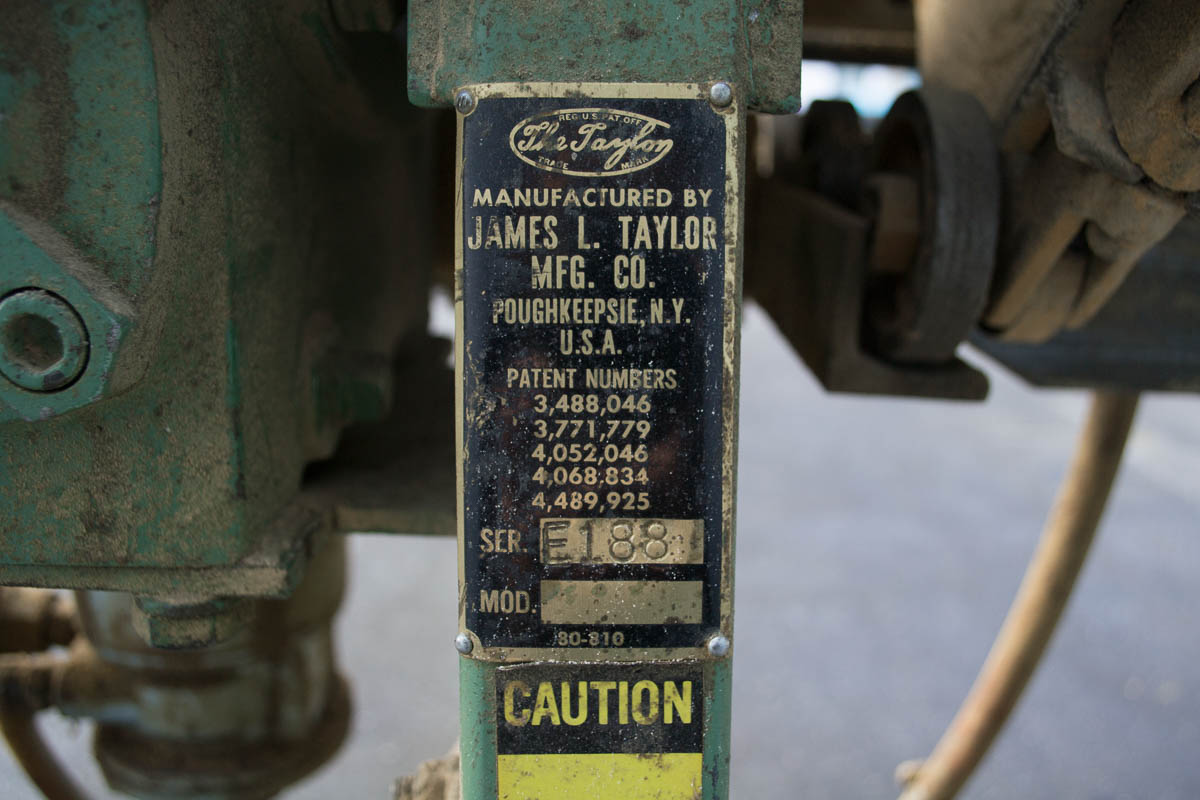 REG. U.S. PAT. OFF.
The Taylor
TRADE MARK
MANUFACTURED BY
JAMES L. TAYLOR
MFG. CO.
POUGHKEEPSIE, N.Y.
U.S.A.
PATENT NUMBERS
3,488,046
3,771,779
4,052,046
4,068,834
4,489,925
SER. E188
MOD.
80-810
CAUTION